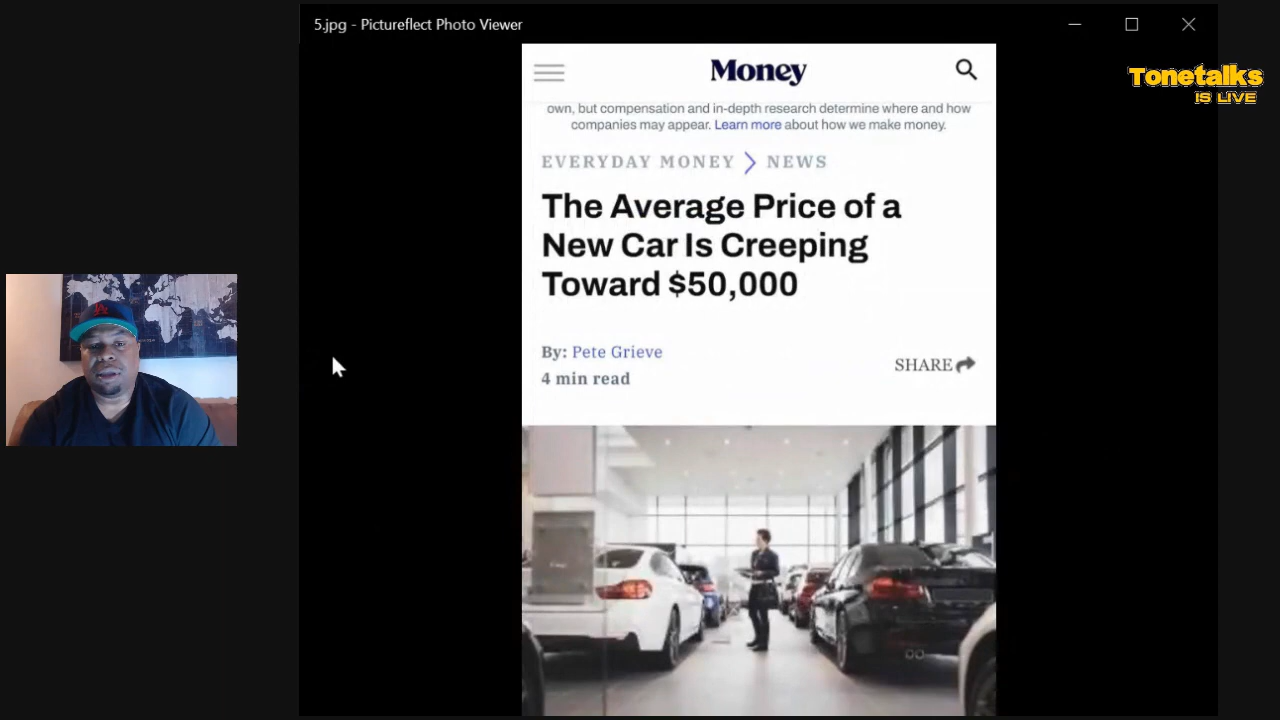 5.jpg - Pictureflect Photo Viewer
Tonetalks
IS LIVE
Money
own, but compensation and in-depth research determine where and how
companies may appear. Learn more about how we make money.
EVERYDAY MONEY > NEWS
The Average Price of a
New Car Is Creeping
Toward $50,000
By: Pete Grieve
4 min read
SHARE